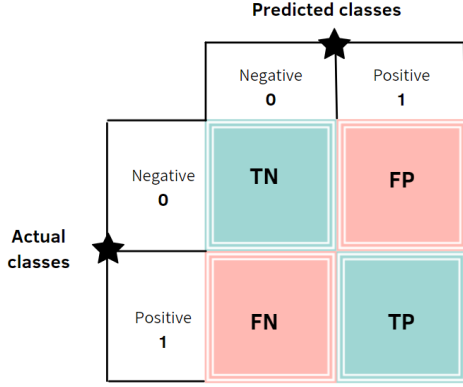 Predicted classes
Negative
0
Positive
1
Negative
0
TN
FP
Actual
classes
Positive
1
FN
TP